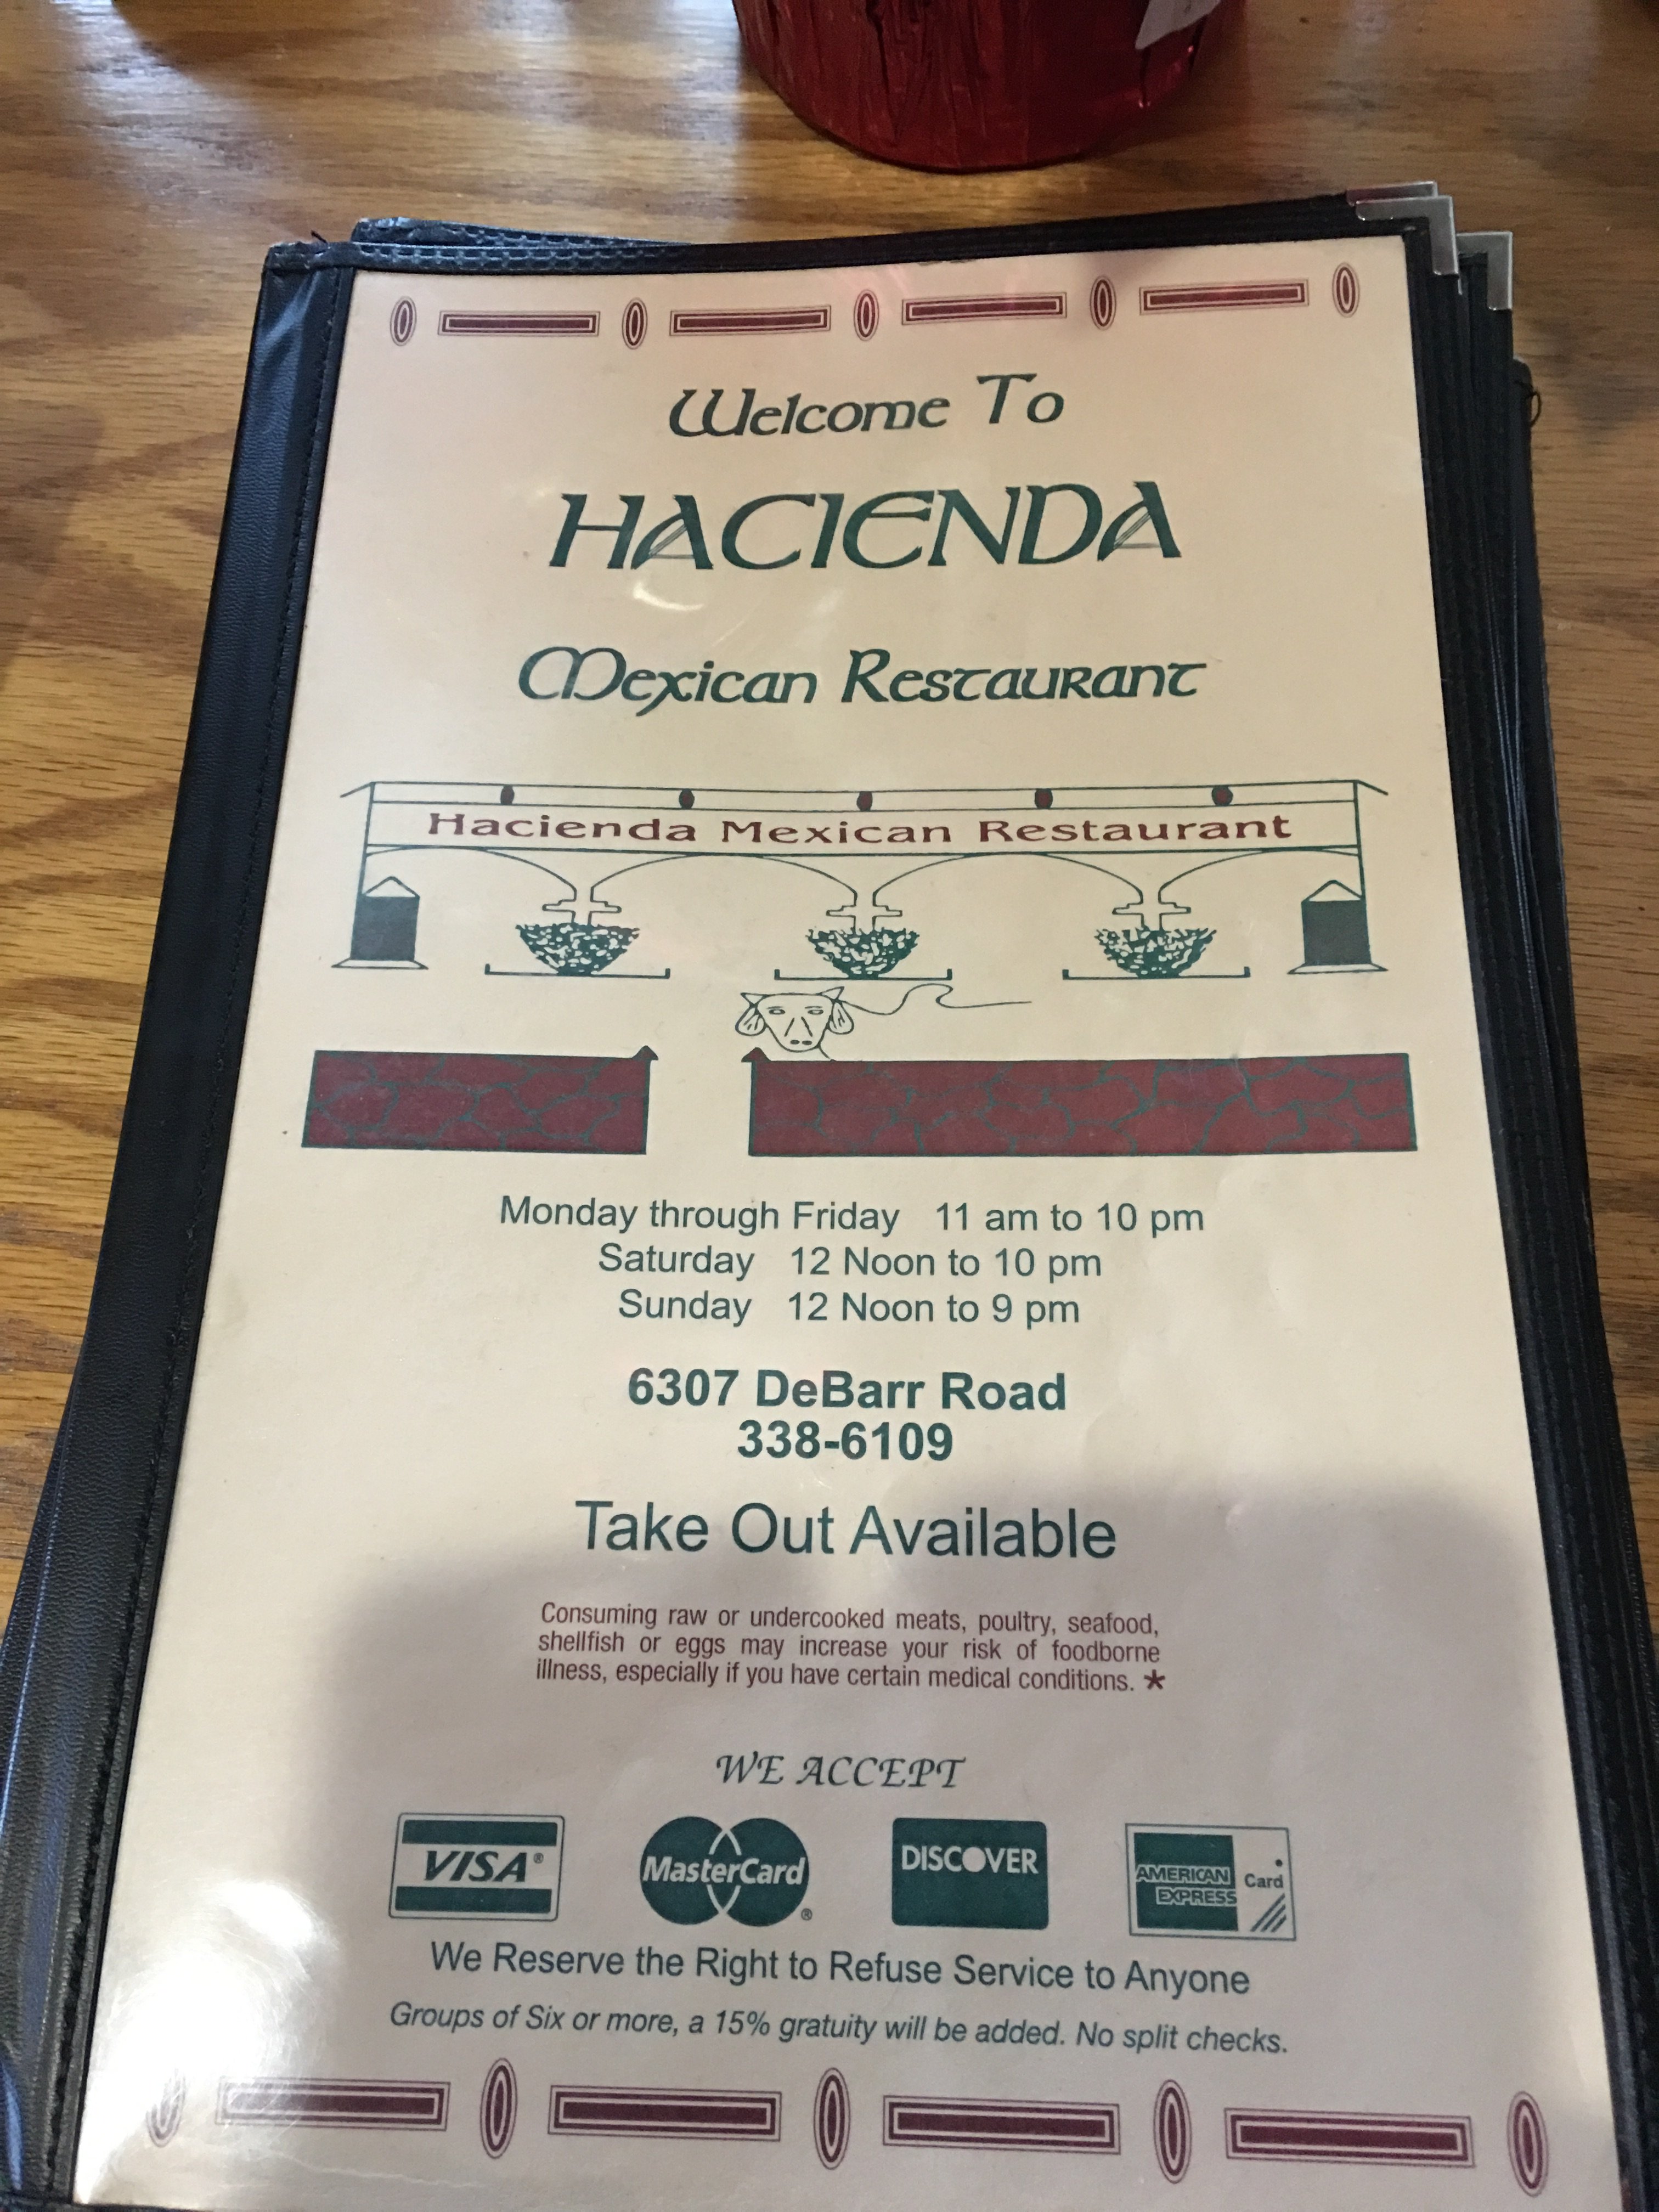 Welcome To
HACIENDA
Mexican Restaurant
Hacienda Mexican Restaurant
Monday through Friday 11 am to 10 pm
Saturday 12 Noon to 10 pm
Sunday 12 Noon to 9 pm
6307 DeBarr Road
338-6109
Take Out Available
Consuming raw or undercooked meats, poultry, seafood,
shellfish or eggs may increase your risk of foodborne
illness, especially if you have certain medical conditions. *
WE ACCEPT
VISA® MasterCard® DISCOVER AMERICAN EXPRESS Card
We Reserve the Right to Refuse Service to Anyone
Groups of Six or more, a 15% gratuity will be added. No split checks.